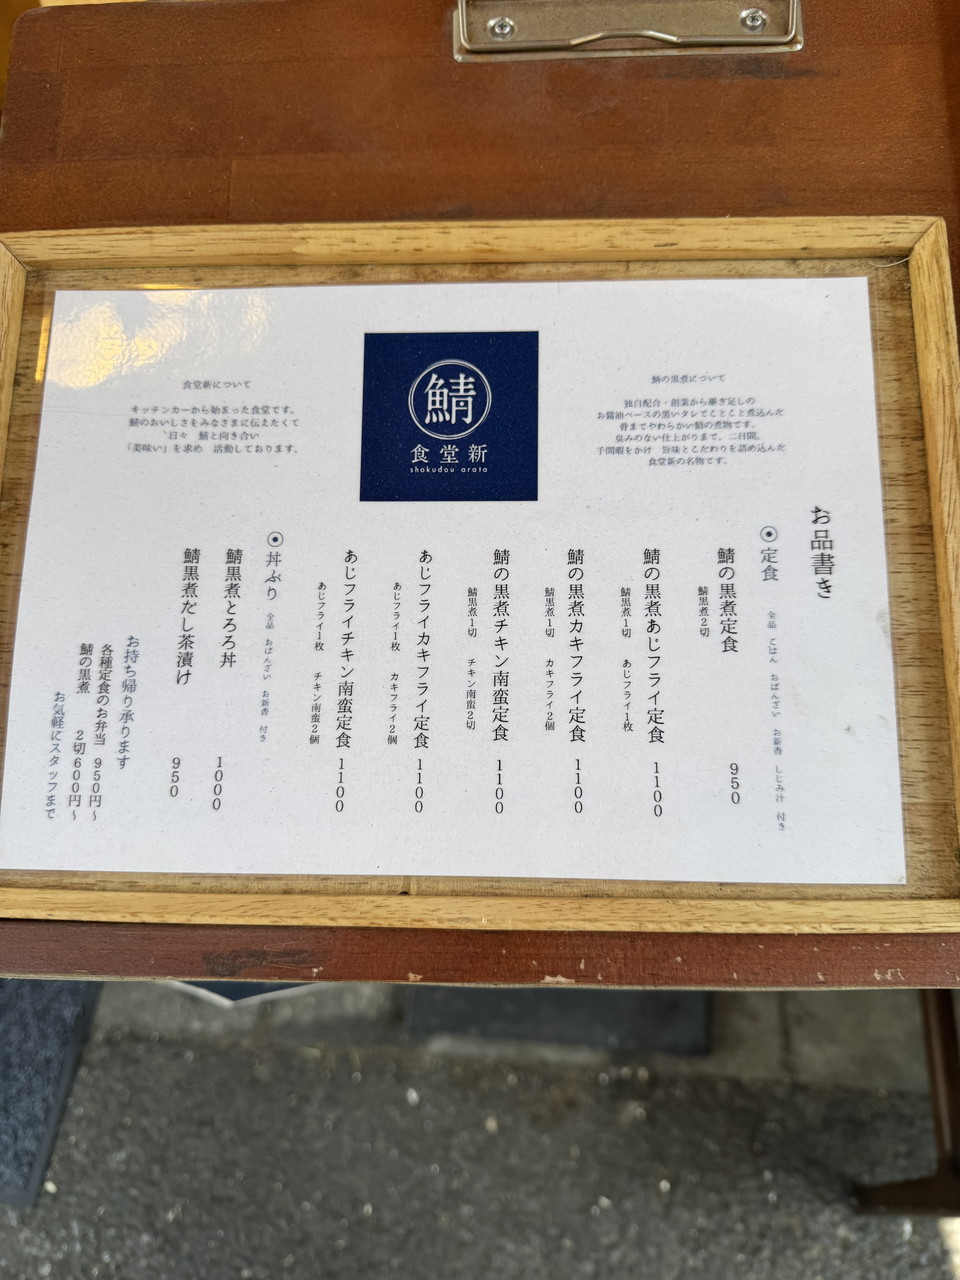 お品書き
鯖の黒煮について
独自配合・創業から継ぎ足しの
お醤油ベースの黒いダレでことこと煮込んだ
骨までやわらかい鯖の煮物です。
臭みのない仕上がりまで、二日間。
手間暇をかけ 旨味とこだわりを詰め込んだ
食堂新の名物です。
鯖
食堂新
shokudou arata
食堂新について
キッチンカーから始まった食堂です。
鯖のおいしさをみなさまに伝えたくて
日々 鯖と向き合い
『美味い』を求め 活動しております。
◉定食 全品 ごはん おばんざい お新香 しじみ汁 付き
鯖の黒煮定食 950
鯖黒煮2切
鯖の黒煮あじフライ定食 1100
鯖黒煮1切 あじフライ1枚
鯖の黒煮カキフライ定食 1100
鯖黒煮1切 カキフライ2個
鯖の黒煮チキン南蛮定食 1100
鯖黒煮1切 チキン南蛮2切
あじフライカキフライ定食 1100
あじフライ1枚 カキフライ2個
あじフライチキン南蛮定食 1100
あじフライ1枚 チキン南蛮2個
◉丼ぶり 全品 おばんざい お新香 付き
鯖黒煮とろろ丼 1000
鯖黒煮だし茶漬け 950
お持ち帰り承ります
各種定食のお弁当 950円～
鯖の黒煮 2切600円～
お気軽にスタッフまで